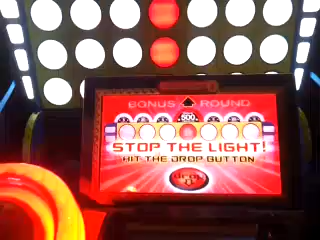 BONUS ROUND
500
STOP THE LIGHT!
HIT THE DROP BUTTON